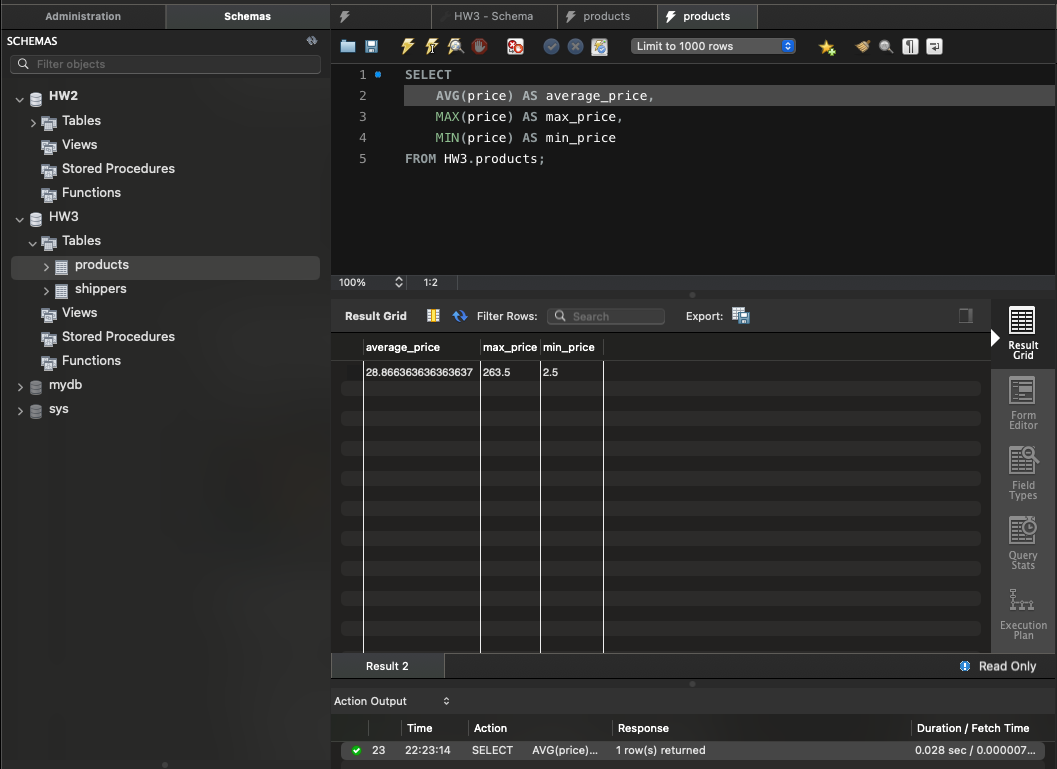 Administration
Schemas
HW3 - Schema
products
products
SCHEMAS
Filter objects
HW2
Tables
Views
Stored Procedures
Functions
HW3
Tables
products
shippers
Views
Stored Procedures
Functions
mydb
sys
Limit to 1000 rows
1 SELECT
2 AVG(price) AS average_price,
3 MAX(price) AS max_price,
4 MIN(price) AS min_price
5 FROM HW3.products;
100% 1:2
Result Grid Filter Rows: Search Export:
average_price max_price min_price
28.866363636363637 263.5 2.5
Result Grid
Form Editor
Field Types
Query Stats
Execution Plan
Result 2
Read Only
Action Output
Time Action Response Duration / Fetch Time
23 22:23:14 SELECT AVG(price)... 1 row(s) returned 0.028 sec / 0.000007...